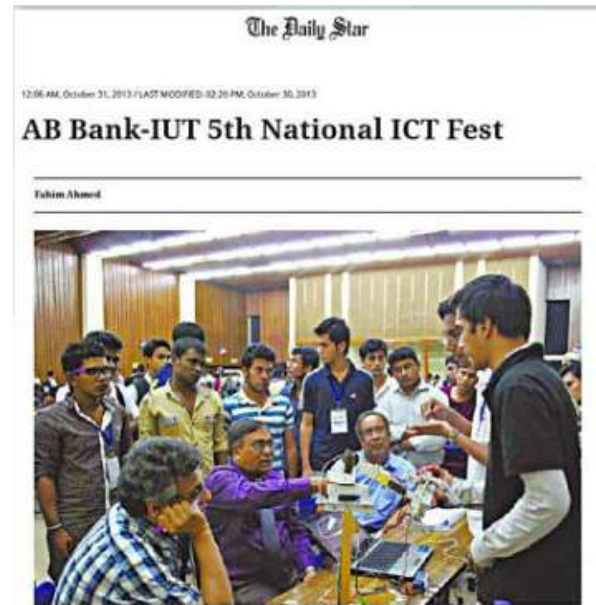 The Daily Star
12:06 AM, October 31, 2013 / LAST MODIFIED: 02:20 PM, October 30, 2013
AB Bank-IUT 5th National ICT Fest
Fahim Ahmed